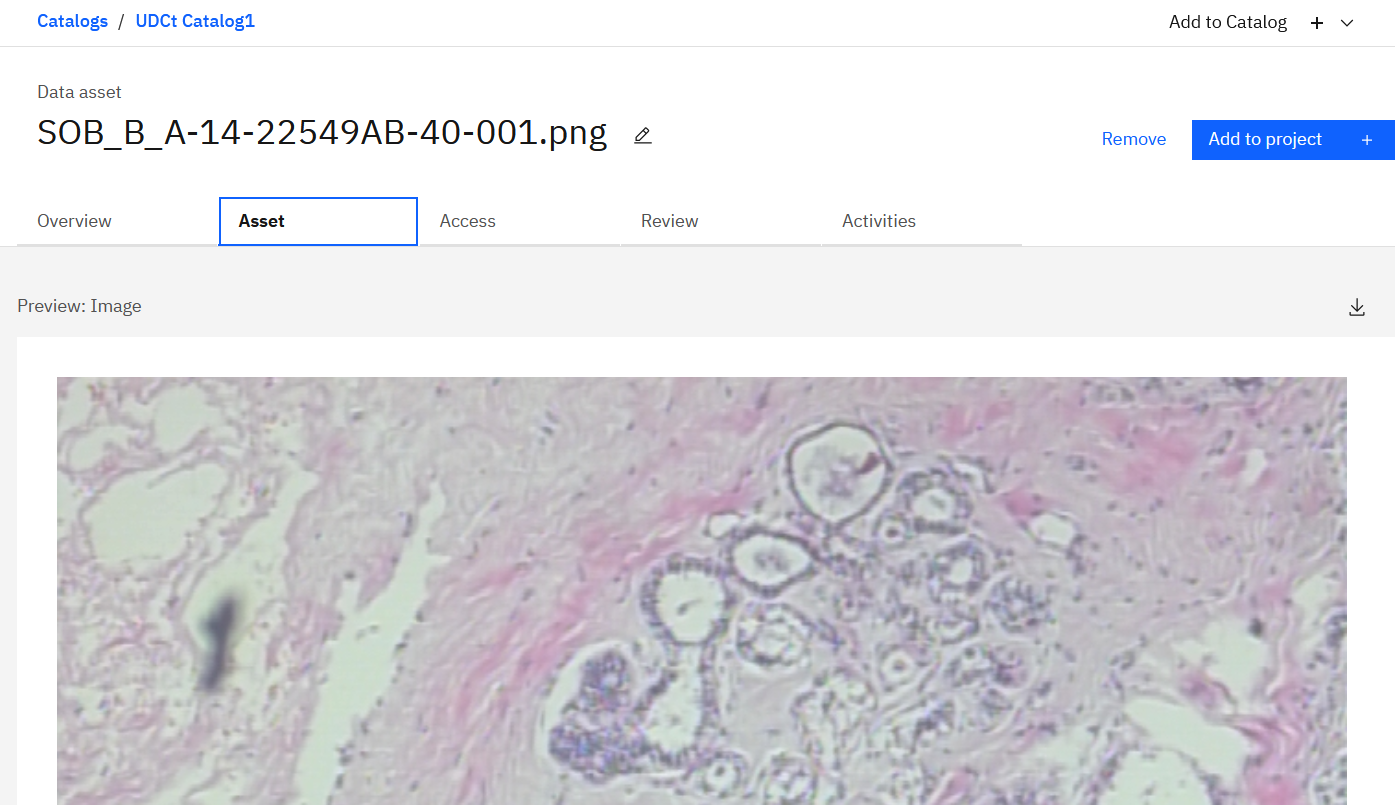 Catalogs / UDCt Catalog1
Add to Catalog +
Data asset
SOB_B_A-14-22549AB-40-001.png
Remove
Add to project +
Overview
Asset
Access
Review
Activities
Preview: Image